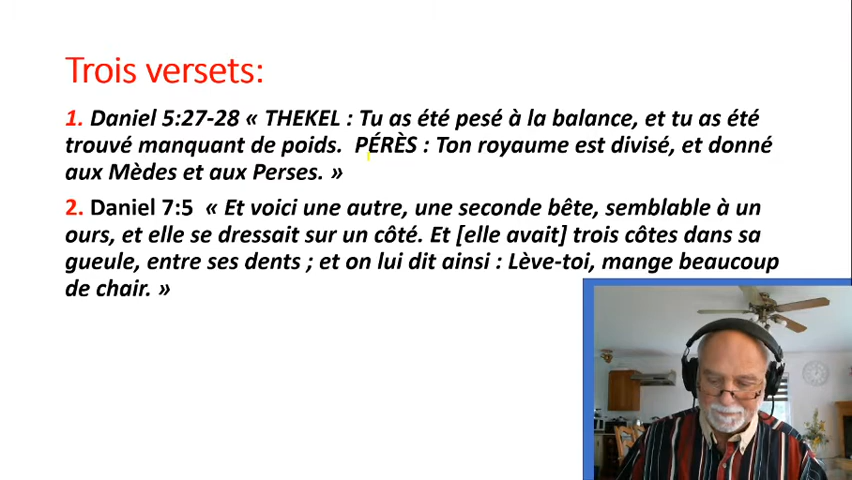 Trois versets:
1. Daniel 5:27-28 « THEKEL : Tu as été pesé à la balance, et tu as été
trouvé manquant de poids.  PÉRÈS : Ton royaume est divisé, et donné
aux Mèdes et aux Perses. »
2. Daniel 7:5  « Et voici une autre, une seconde bête, semblable à un
ours, et elle se dressait sur un côté. Et [elle avait] trois côtes dans sa
gueule, entre ses dents ; et on lui dit ainsi : Lève-toi, mange beaucoup
de chair. »